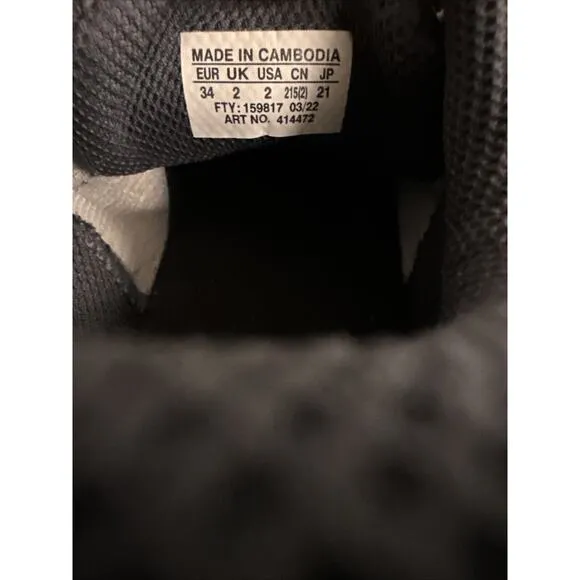 MADE IN CAMBODIA
EUR UK USA CN JP
34 2 2 215(2) 21
FTY: 159817 03/22
ART NO. 414472